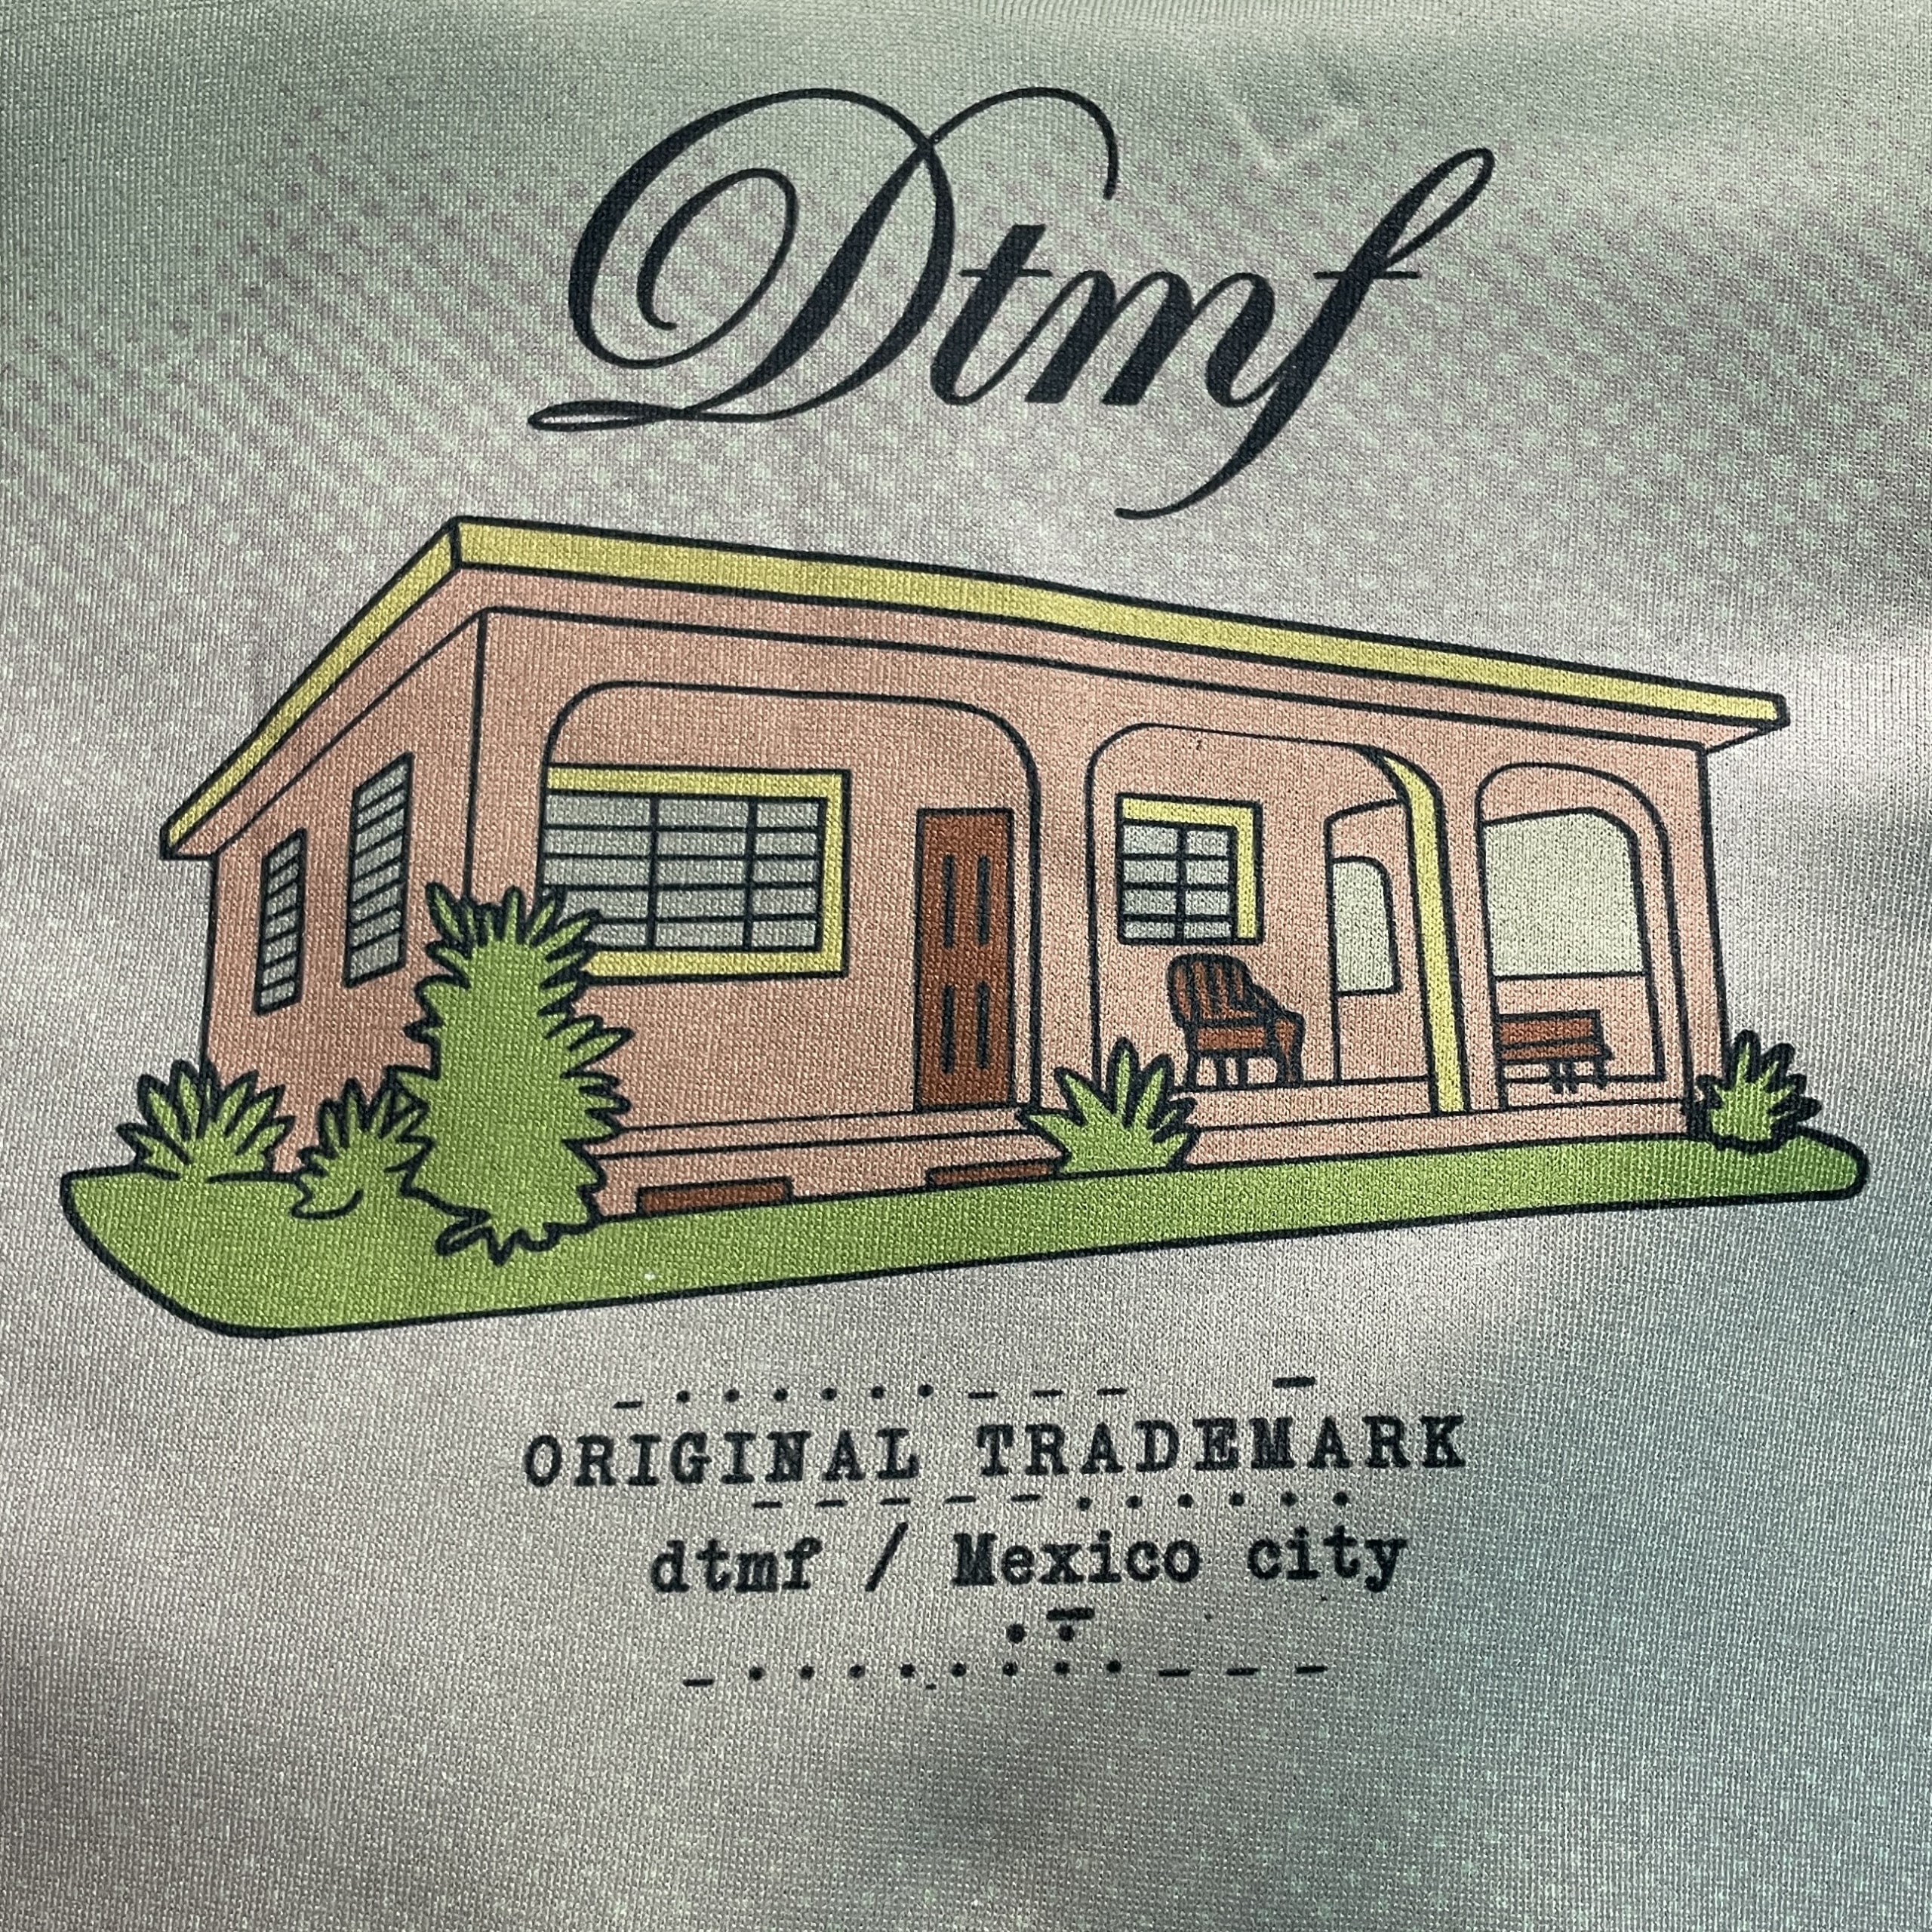 Dtmf
ORIGINAL TRADEMARK
dtmf / Mexico city